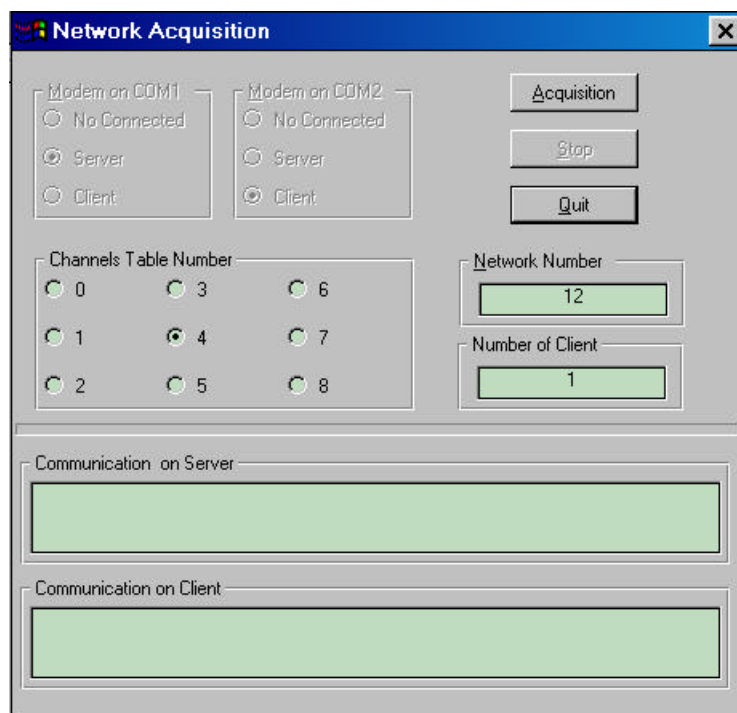 Network Acquisition
Modem on COM1
No Connected
Server
Client
Modem on COM2
No Connected
Server
Client
Acquisition
Stop
Quit
Channels Table Number
0 3 6
1 4 7
2 5 8
Network Number
12
Number of Client
1
Communication on Server
Communication on Client